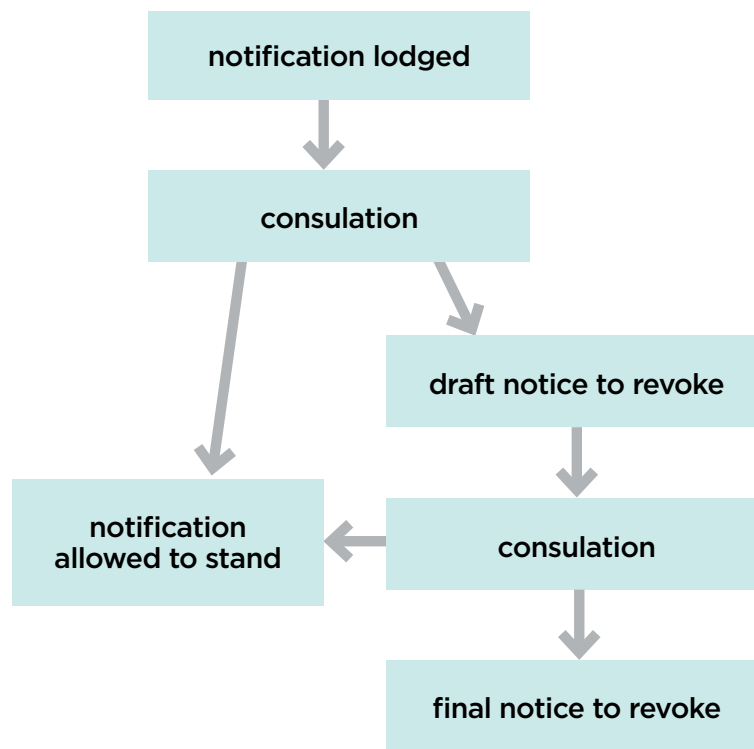 notification lodged
consulation
draft notice to revoke
notification
allowed to stand
consulation
final notice to revoke